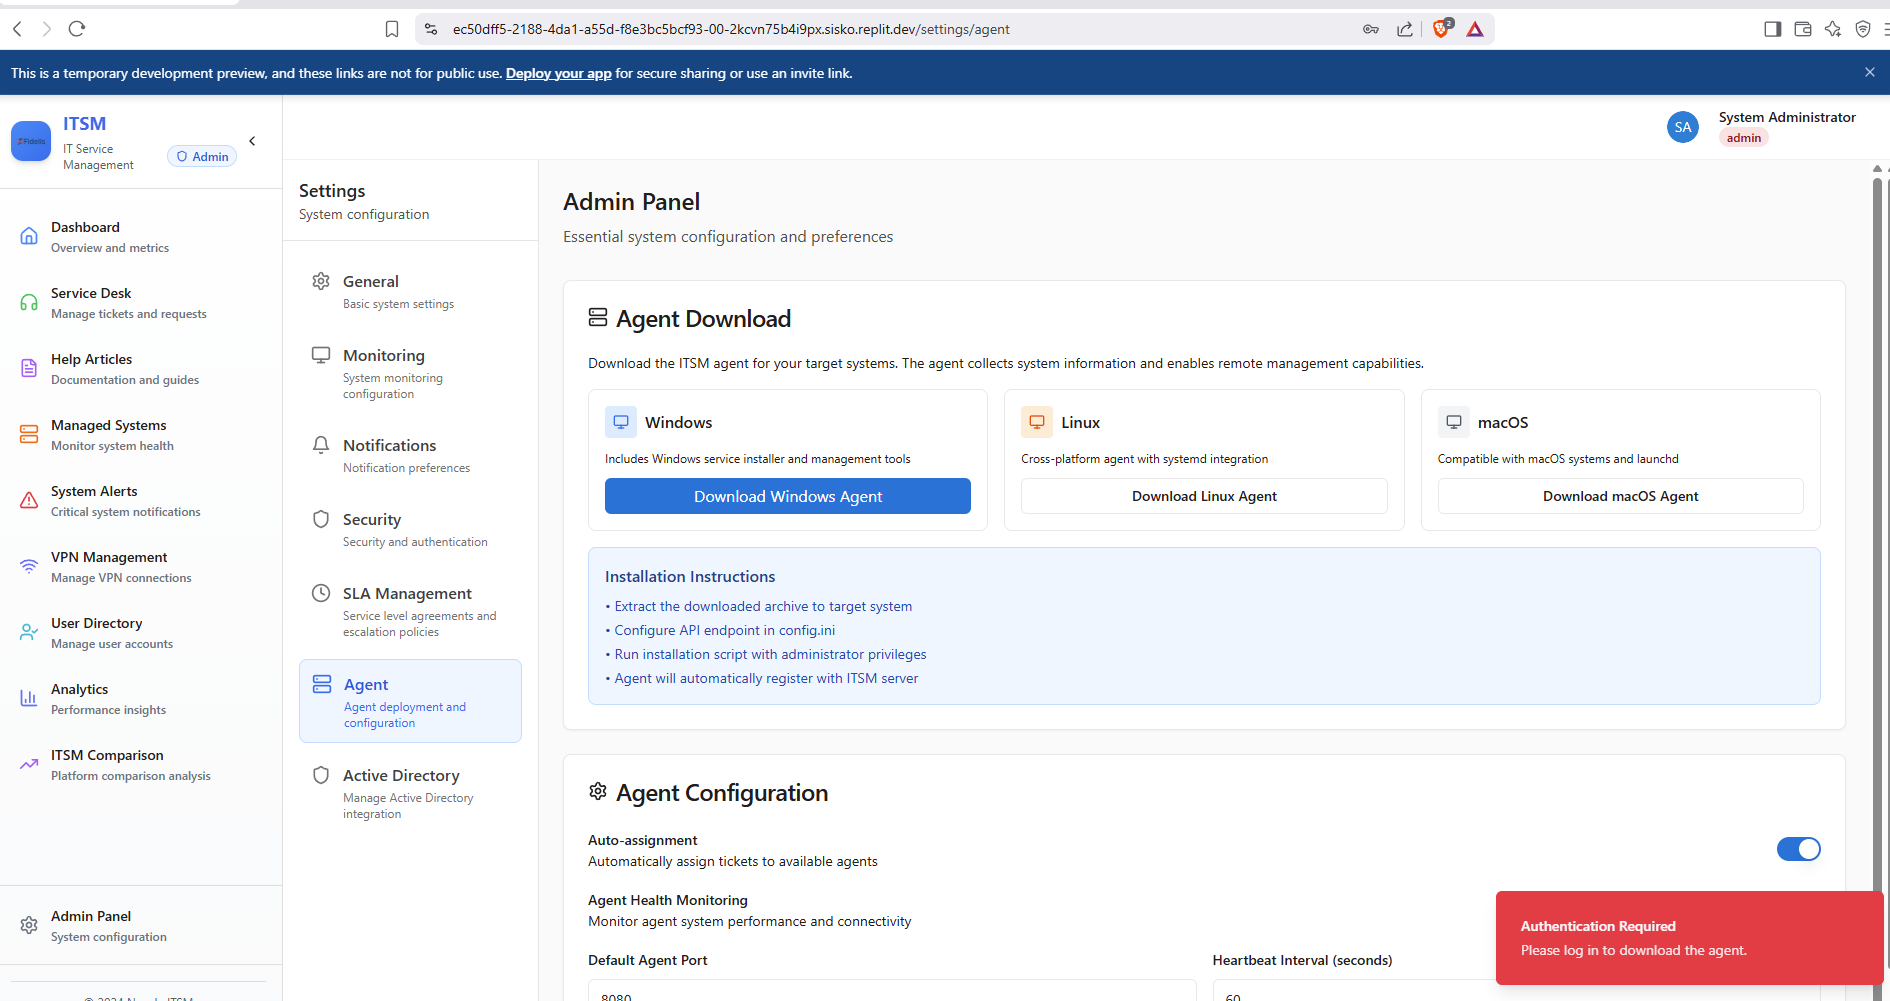 ec50dff5-2188-4da1-a55d-f8e3bc5bcf93-00-2kcvn75b4i9px.sisko.replit.dev/settings/agent
2
This is a temporary development preview, and these links are not for public use. Deploy your app for secure sharing or use an invite link.
ITSM
IT Service
Management
Admin
SA
System Administrator
admin
Dashboard
Overview and metrics
Service Desk
Manage tickets and requests
Help Articles
Documentation and guides
Managed Systems
Monitor system health
System Alerts
Critical system notifications
VPN Management
Manage VPN connections
User Directory
Manage user accounts
Analytics
Performance insights
ITSM Comparison
Platform comparison analysis
Admin Panel
System configuration
Settings
System configuration
General
Basic system settings
Monitoring
System monitoring
configuration
Notifications
Notification preferences
Security
Security and authentication
SLA Management
Service level agreements and
escalation policies
Agent
Agent deployment and
configuration
Active Directory
Manage Active Directory
integration
Admin Panel
Essential system configuration and preferences
Agent Download
Download the ITSM agent for your target systems. The agent collects system information and enables remote management capabilities.
Windows
Includes Windows service installer and management tools
Download Windows Agent
Linux
Cross-platform agent with systemd integration
Download Linux Agent
macOS
Compatible with macOS systems and launchd
Download macOS Agent
Installation Instructions
• Extract the downloaded archive to target system
• Configure API endpoint in config.ini
• Run installation script with administrator privileges
• Agent will automatically register with ITSM server
Agent Configuration
Auto-assignment
Automatically assign tickets to available agents
Agent Health Monitoring
Monitor agent system performance and connectivity
Default Agent Port
8080
Heartbeat Interval (seconds)
60
Authentication Required
Please log in to download the agent.